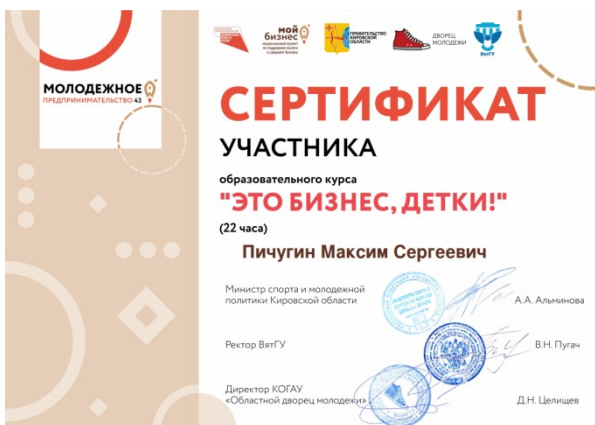 мой
бизнес
ПРАВИТЕЛЬСТВО
КИРОВСКОЙ
ОБЛАСТИ
ДВОРЕЦ
МОЛОДЕЖИ
ВятГУ
МОЛОДЕЖНОЕ
ПРЕДПРИНИМАТЕЛЬСТВО 43
СЕРТИФИКАТ
УЧАСТНИКА
образовательного курса
"ЭТО БИЗНЕС, ДЕТКИ!"
(22 часа)
Пичугин Максим Сергеевич
Министр спорта и молодежной
политики Кировской области
А.А. Альминова
Ректор ВятГУ
В.Н. Пугач
Директор КОГАУ
«Областной дворец молодежи»
Д.Н. Целищев